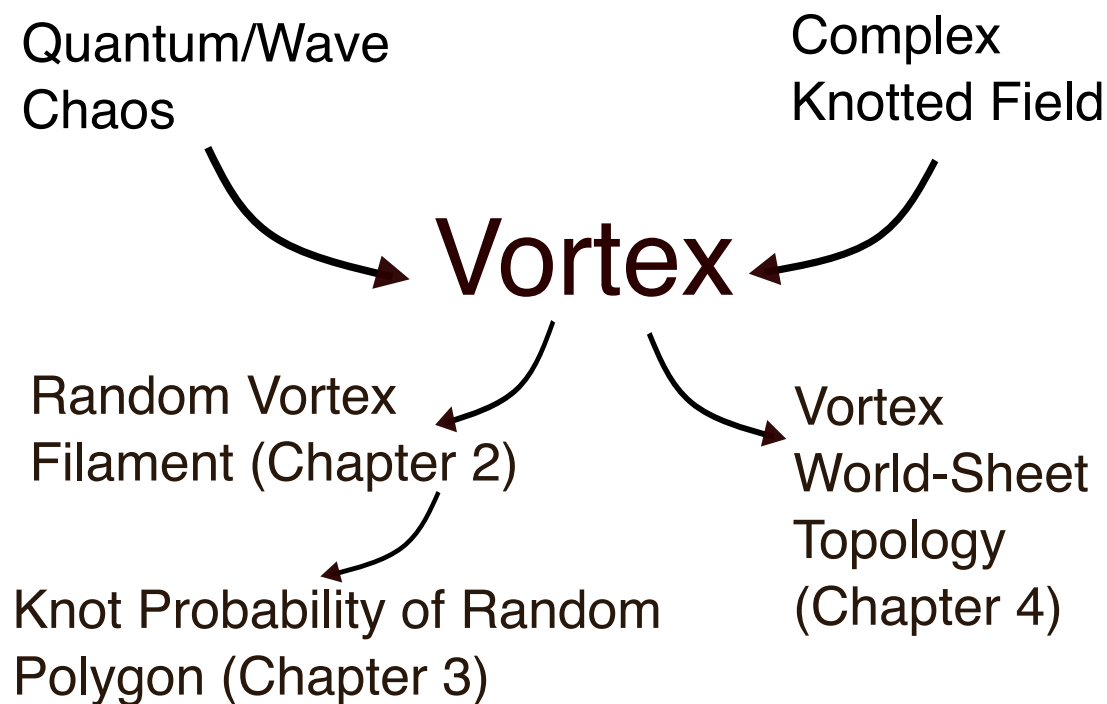 Quantum/Wave
Chaos
Complex
Knotted Field
Vortex
Random Vortex
Filament (Chapter 2)
Vortex
World-Sheet
Topology
(Chapter 4)
Knot Probability of Random
Polygon (Chapter 3)